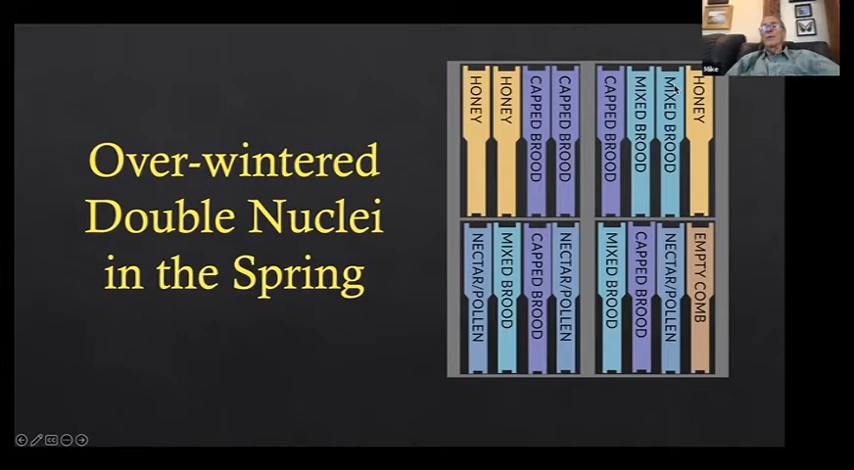 Mike
Over-wintered
Double Nuclei
in the Spring
HONEY
HONEY
CAPPED BROOD
CAPPED BROOD
CAPPED BROOD
MIXED BROOD
MIXED BROOD
HONEY
NECTAR/POLLEN
MIXED BROOD
CAPPED BROOD
NECTAR/POLLEN
MIXED BROOD
CAPPED BROOD
NECTAR/POLLEN
EMPTY COMB